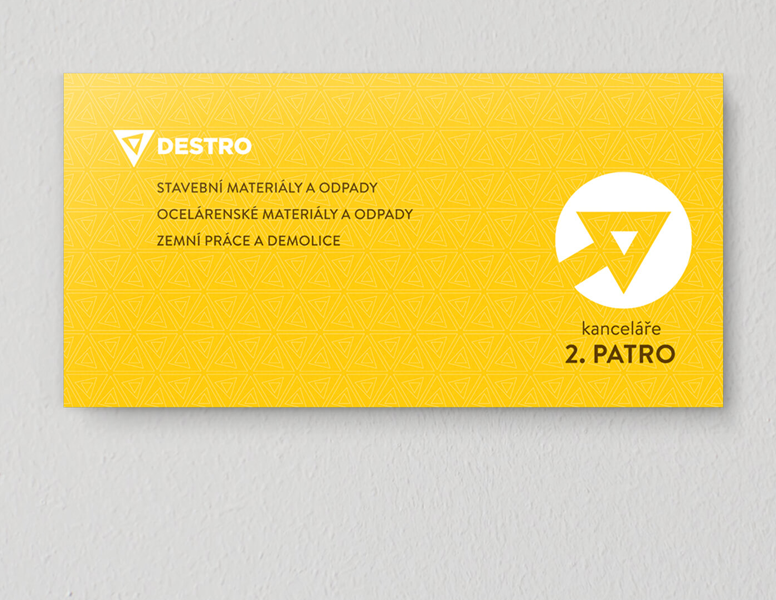 DESTRO
STAVEBNÍ MATERIÁLY A ODPADY
OCELÁRENSKÉ MATERIÁLY A ODPADY
ZEMNÍ PRÁCE A DEMOLICE
kanceláře
2. PATRO